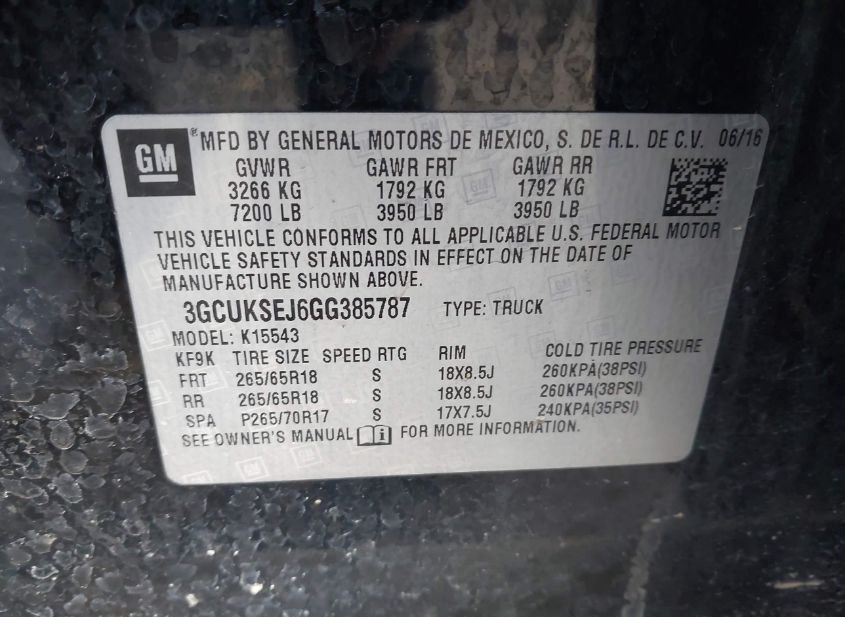 GM ® MFD BY GENERAL MOTORS DE MEXICO, S. DE R.L. DE C.V. 06/16
GVWR GAWR FRT GAWR RR
3266 KG 1792 KG 1792 KG
7200 LB 3950 LB 3950 LB
THIS VEHICLE CONFORMS TO ALL APPLICABLE U.S. FEDERAL MOTOR
VEHICLE SAFETY STANDARDS IN EFFECT ON THE DATE OF
MANUFACTURE SHOWN ABOVE.
3GCUKSEJ6GG385787 TYPE: TRUCK
MODEL: K15543
KF9K TIRE SIZE SPEED RTG RIM COLD TIRE PRESSURE
FRT 265/65R18 S 18X8.5J 260KPA(38PSI)
RR 265/65R18 S 18X8.5J 260KPA(38PSI)
SPA P265/70R17 S 17X7.5J 240KPA(35PSI)
SEE OWNER'S MANUAL i FOR MORE INFORMATION.